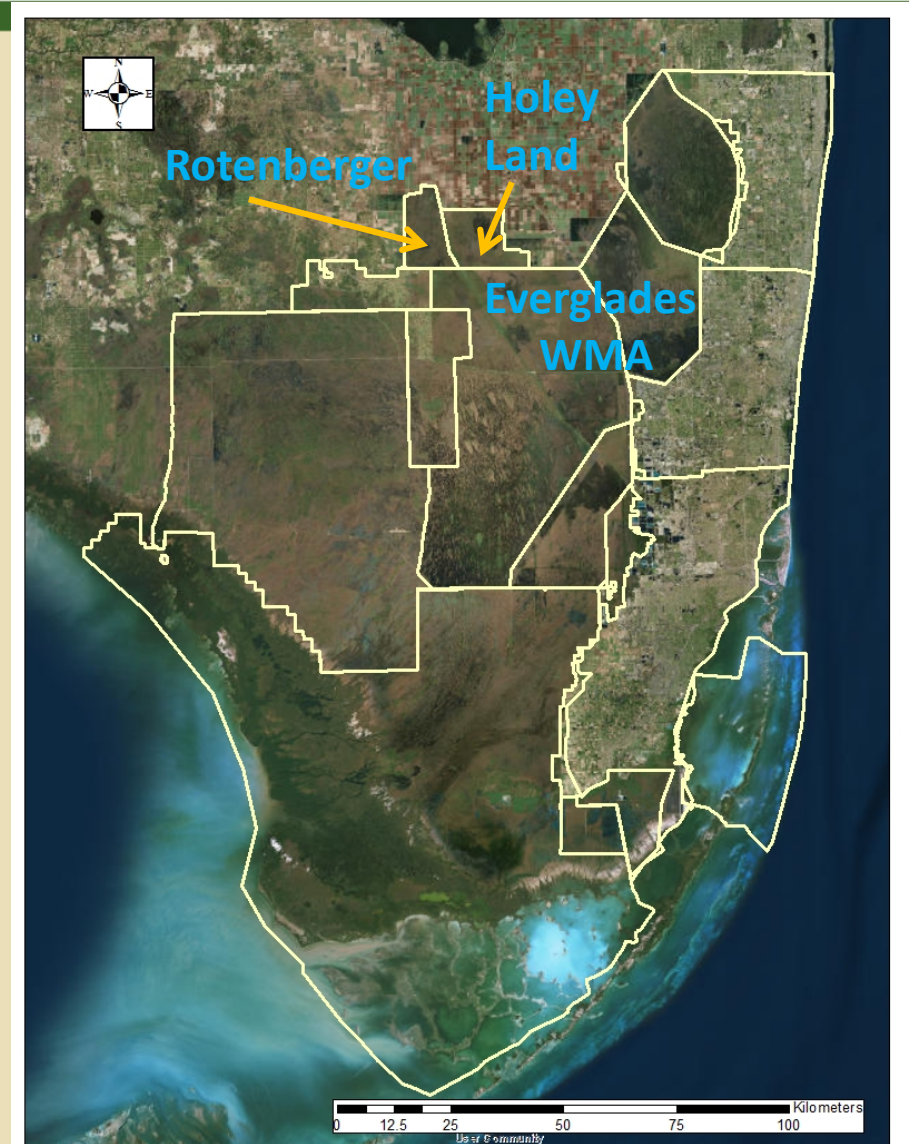 N
W E
S
Holey
Land
Rotenberger
Everglades
WMA
Kilometers
0 12.5 25 50 75 100
User Community